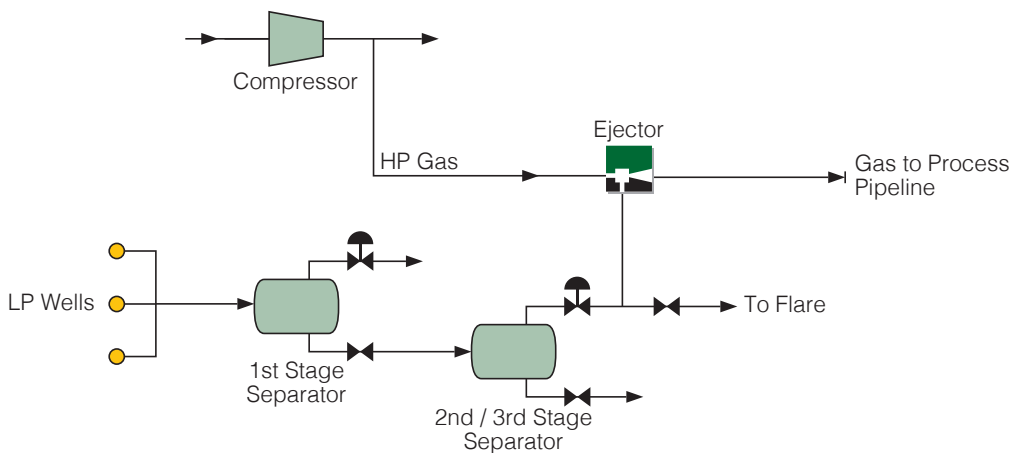 Compressor
Ejector
HP Gas
Gas to Process
Pipeline
LP Wells
To Flare
1st Stage
Separator
2nd / 3rd Stage
Separator